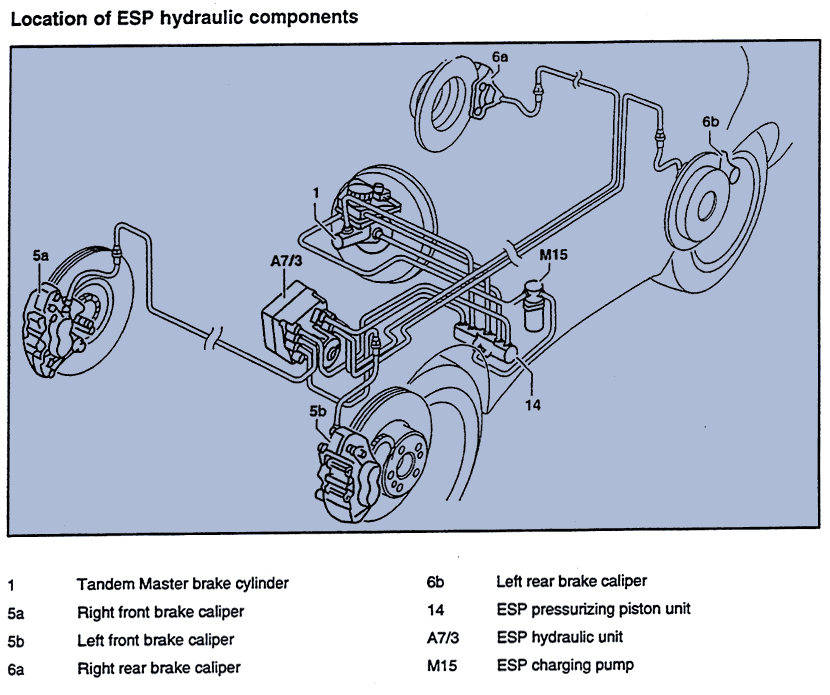 Location of ESP hydraulic components
6a
6b
1
M15
5a
A7/3
14
5b
1 Tandem Master brake cylinder
5a Right front brake caliper
5b Left front brake caliper
6a Right rear brake caliper
6b Left rear brake caliper
14 ESP pressurizing piston unit
A7/3 ESP hydraulic unit
M15 ESP charging pump